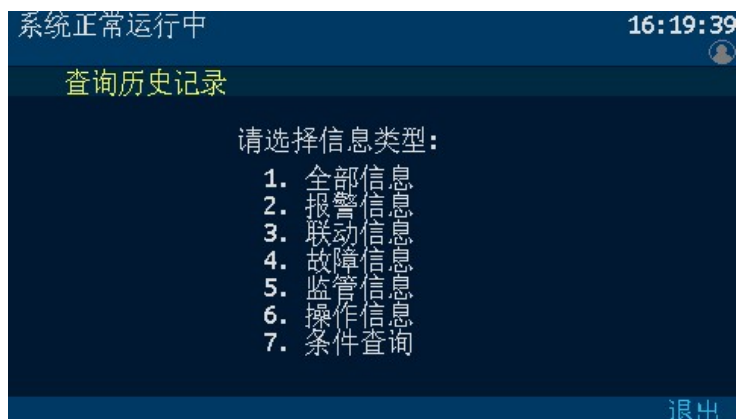 系统正常运行中 16:19:39
查询历史记录
请选择信息类型:
1. 全部信息
2. 报警信息
3. 联动信息
4. 故障信息
5. 监管信息
6. 操作信息
7. 条件查询
退出